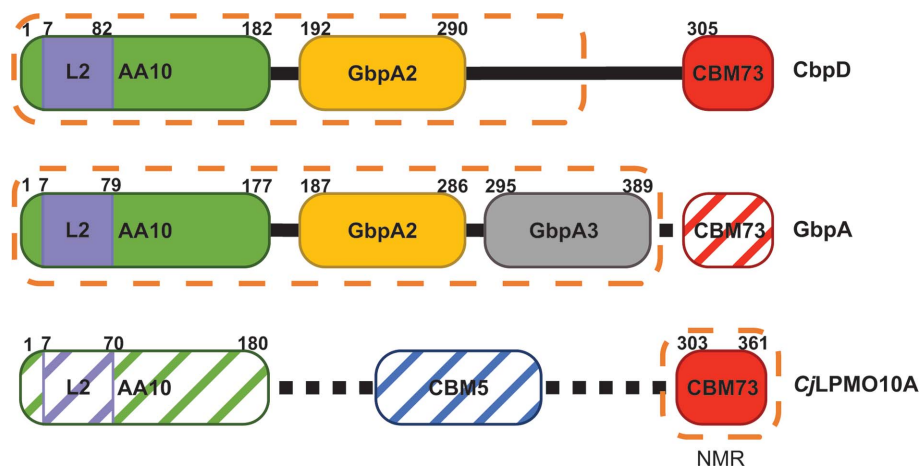 1 7 82 182 192 290 305
L2 AA10 GbpA2 CBM73 CbpD
1 7 79 177 187 286 295 389
L2 AA10 GbpA2 GbpA3 CBM73 GbpA
1 7 70 180 303 361
L2 AA10 CBM5 CBM73 CjLPMO10A
NMR